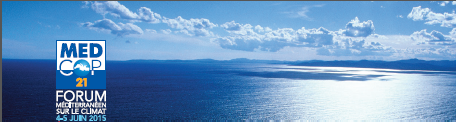 MED
COP
21
FORUM
MÉDITERRANÉEN
SUR LE CLIMAT
4-5 JUIN 2015